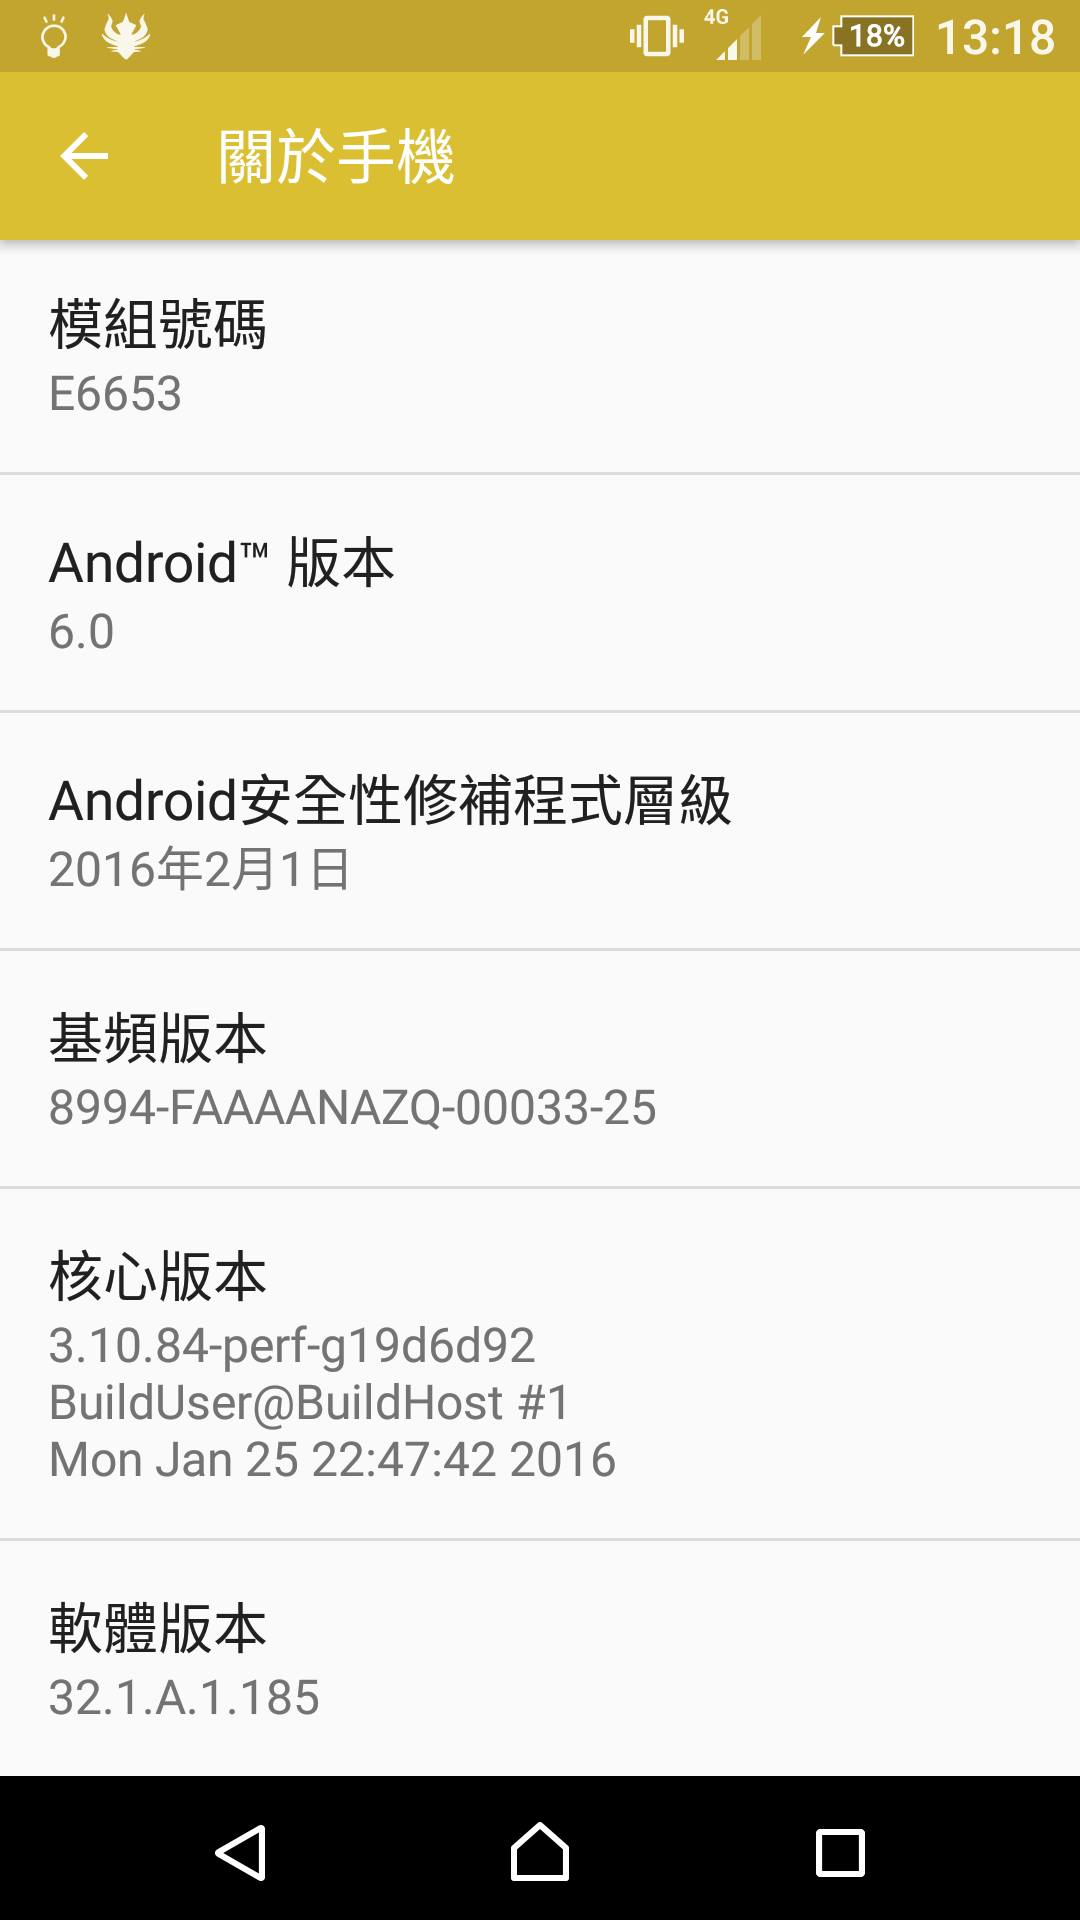 4G
18%
13:18
關於手機
模組號碼
E6653
Android™ 版本
6.0
Android安全性修補程式層級
2016年2月1日
基頻版本
8994-FAAAANAZQ-00033-25
核心版本
3.10.84-perf-g19d6d92
BuildUser@BuildHost #1
Mon Jan 25 22:47:42 2016
軟體版本
32.1.A.1.185